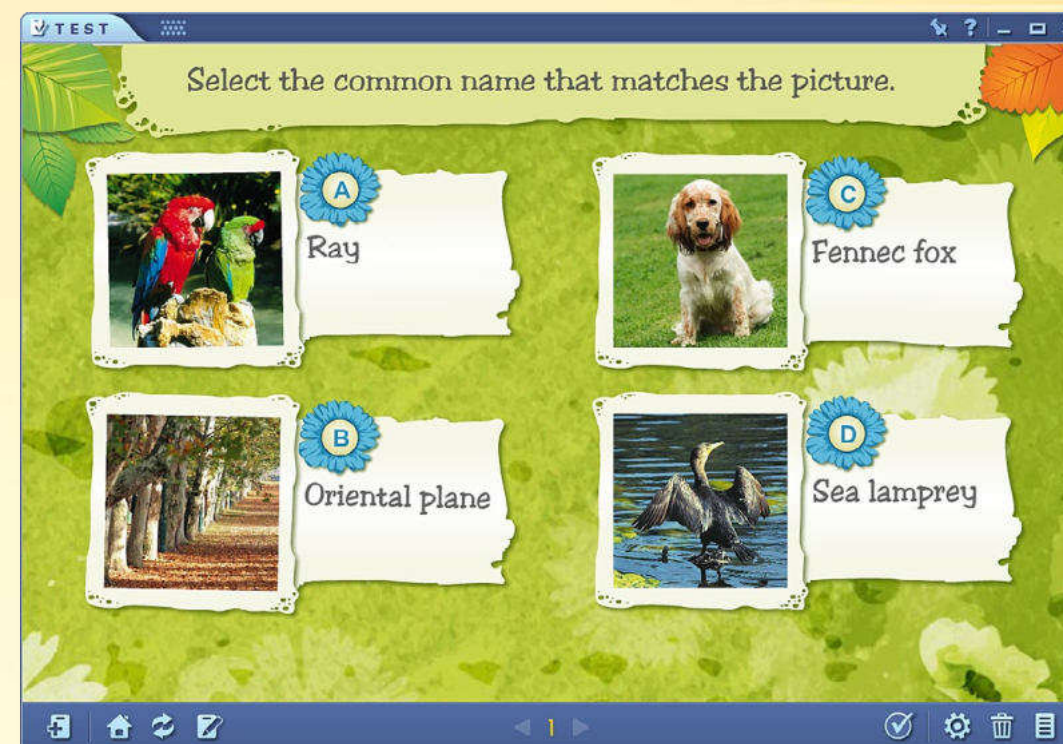 TEST
?
Select the common name that matches the picture.
A
Ray
C
Fennec fox
B
Oriental plane
D
Sea lamprey
1